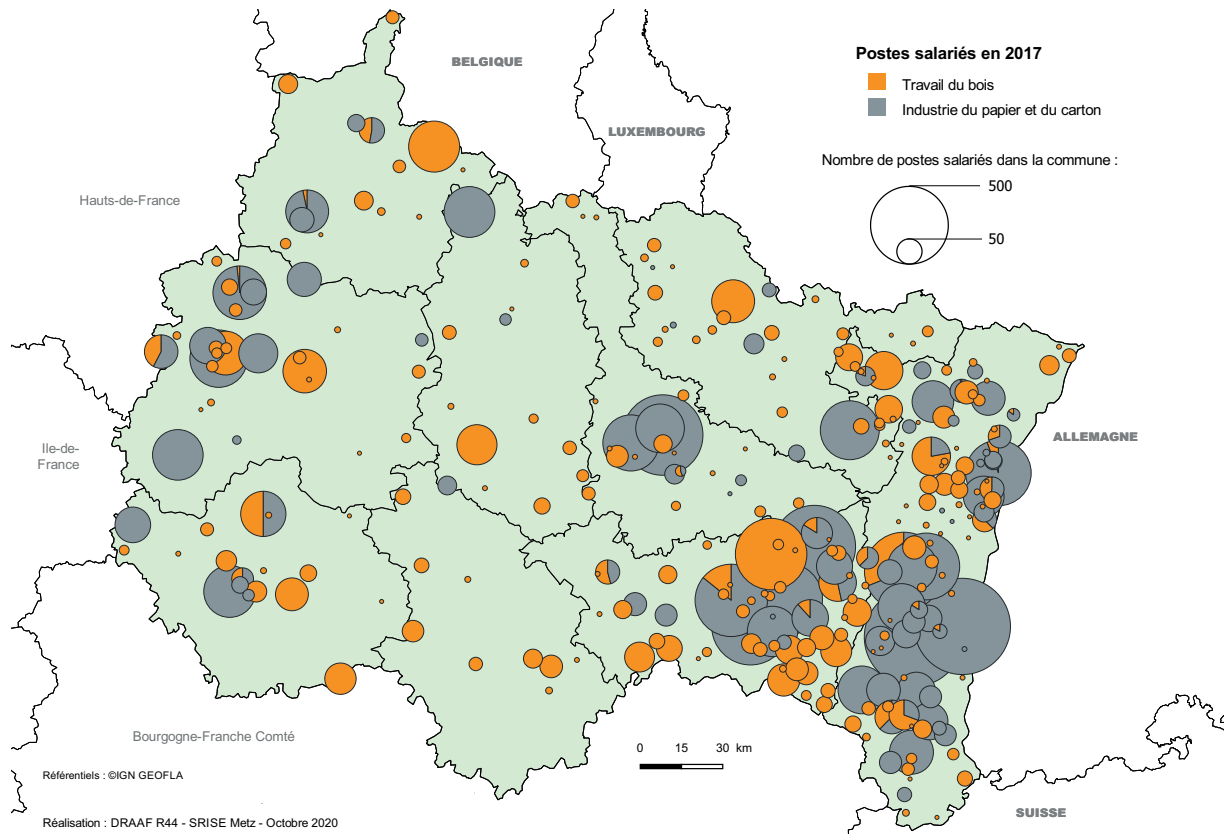 Postes salariés en 2017
Travail du bois
Industrie du papier et du carton
Nombre de postes salariés dans la commune :
500
50
BELGIQUE
LUXEMBOURG
Hauts-de-France
ALLEMAGNE
Ile-de-
France
Bourgogne-Franche Comté
0 15 30 km
Référentiels : ©IGN GEOFLA
SUISSE
Réalisation : DRAAF R44 - SRISE Metz - Octobre 2020